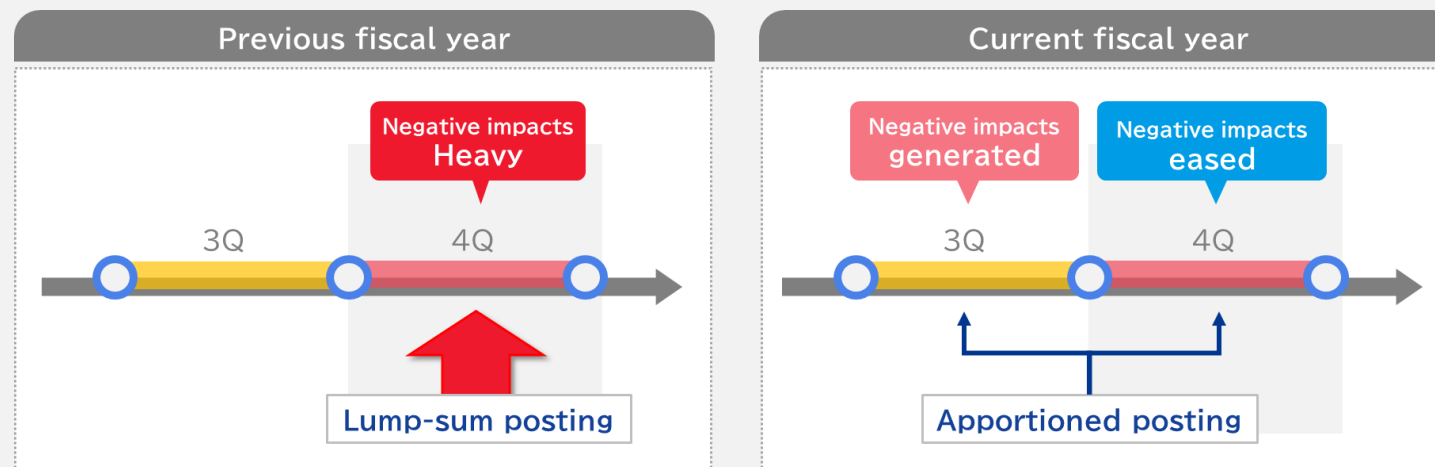 Previous fiscal year
Negative impacts
Heavy
3Q
4Q
Lump-sum posting
Current fiscal year
Negative impacts
generated
Negative impacts
eased
3Q
4Q
Apportioned posting